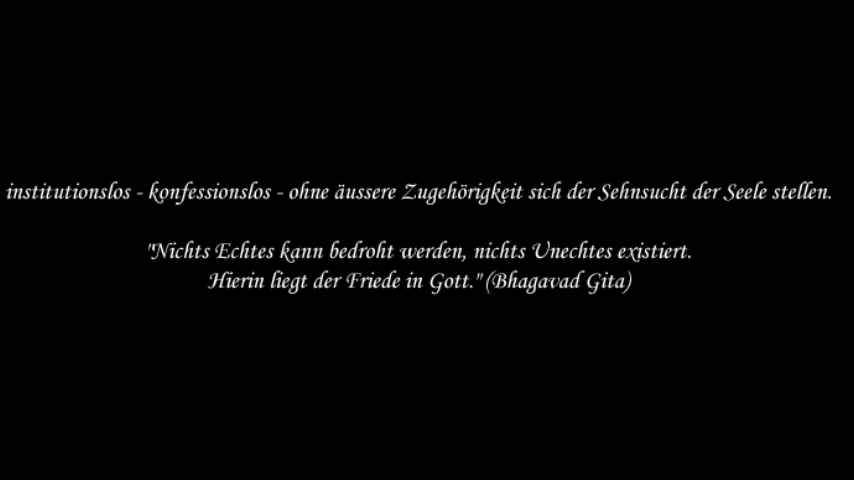 institutionslos - konfessionslos - ohne äussere Zugehörigkeit sich der Sehnsucht der Seele stellen.
"Nichts Echtes kann bedroht werden, nichts Unechtes existiert.
Hierin liegt der Friede in Gott." (Bhagavad Gita)